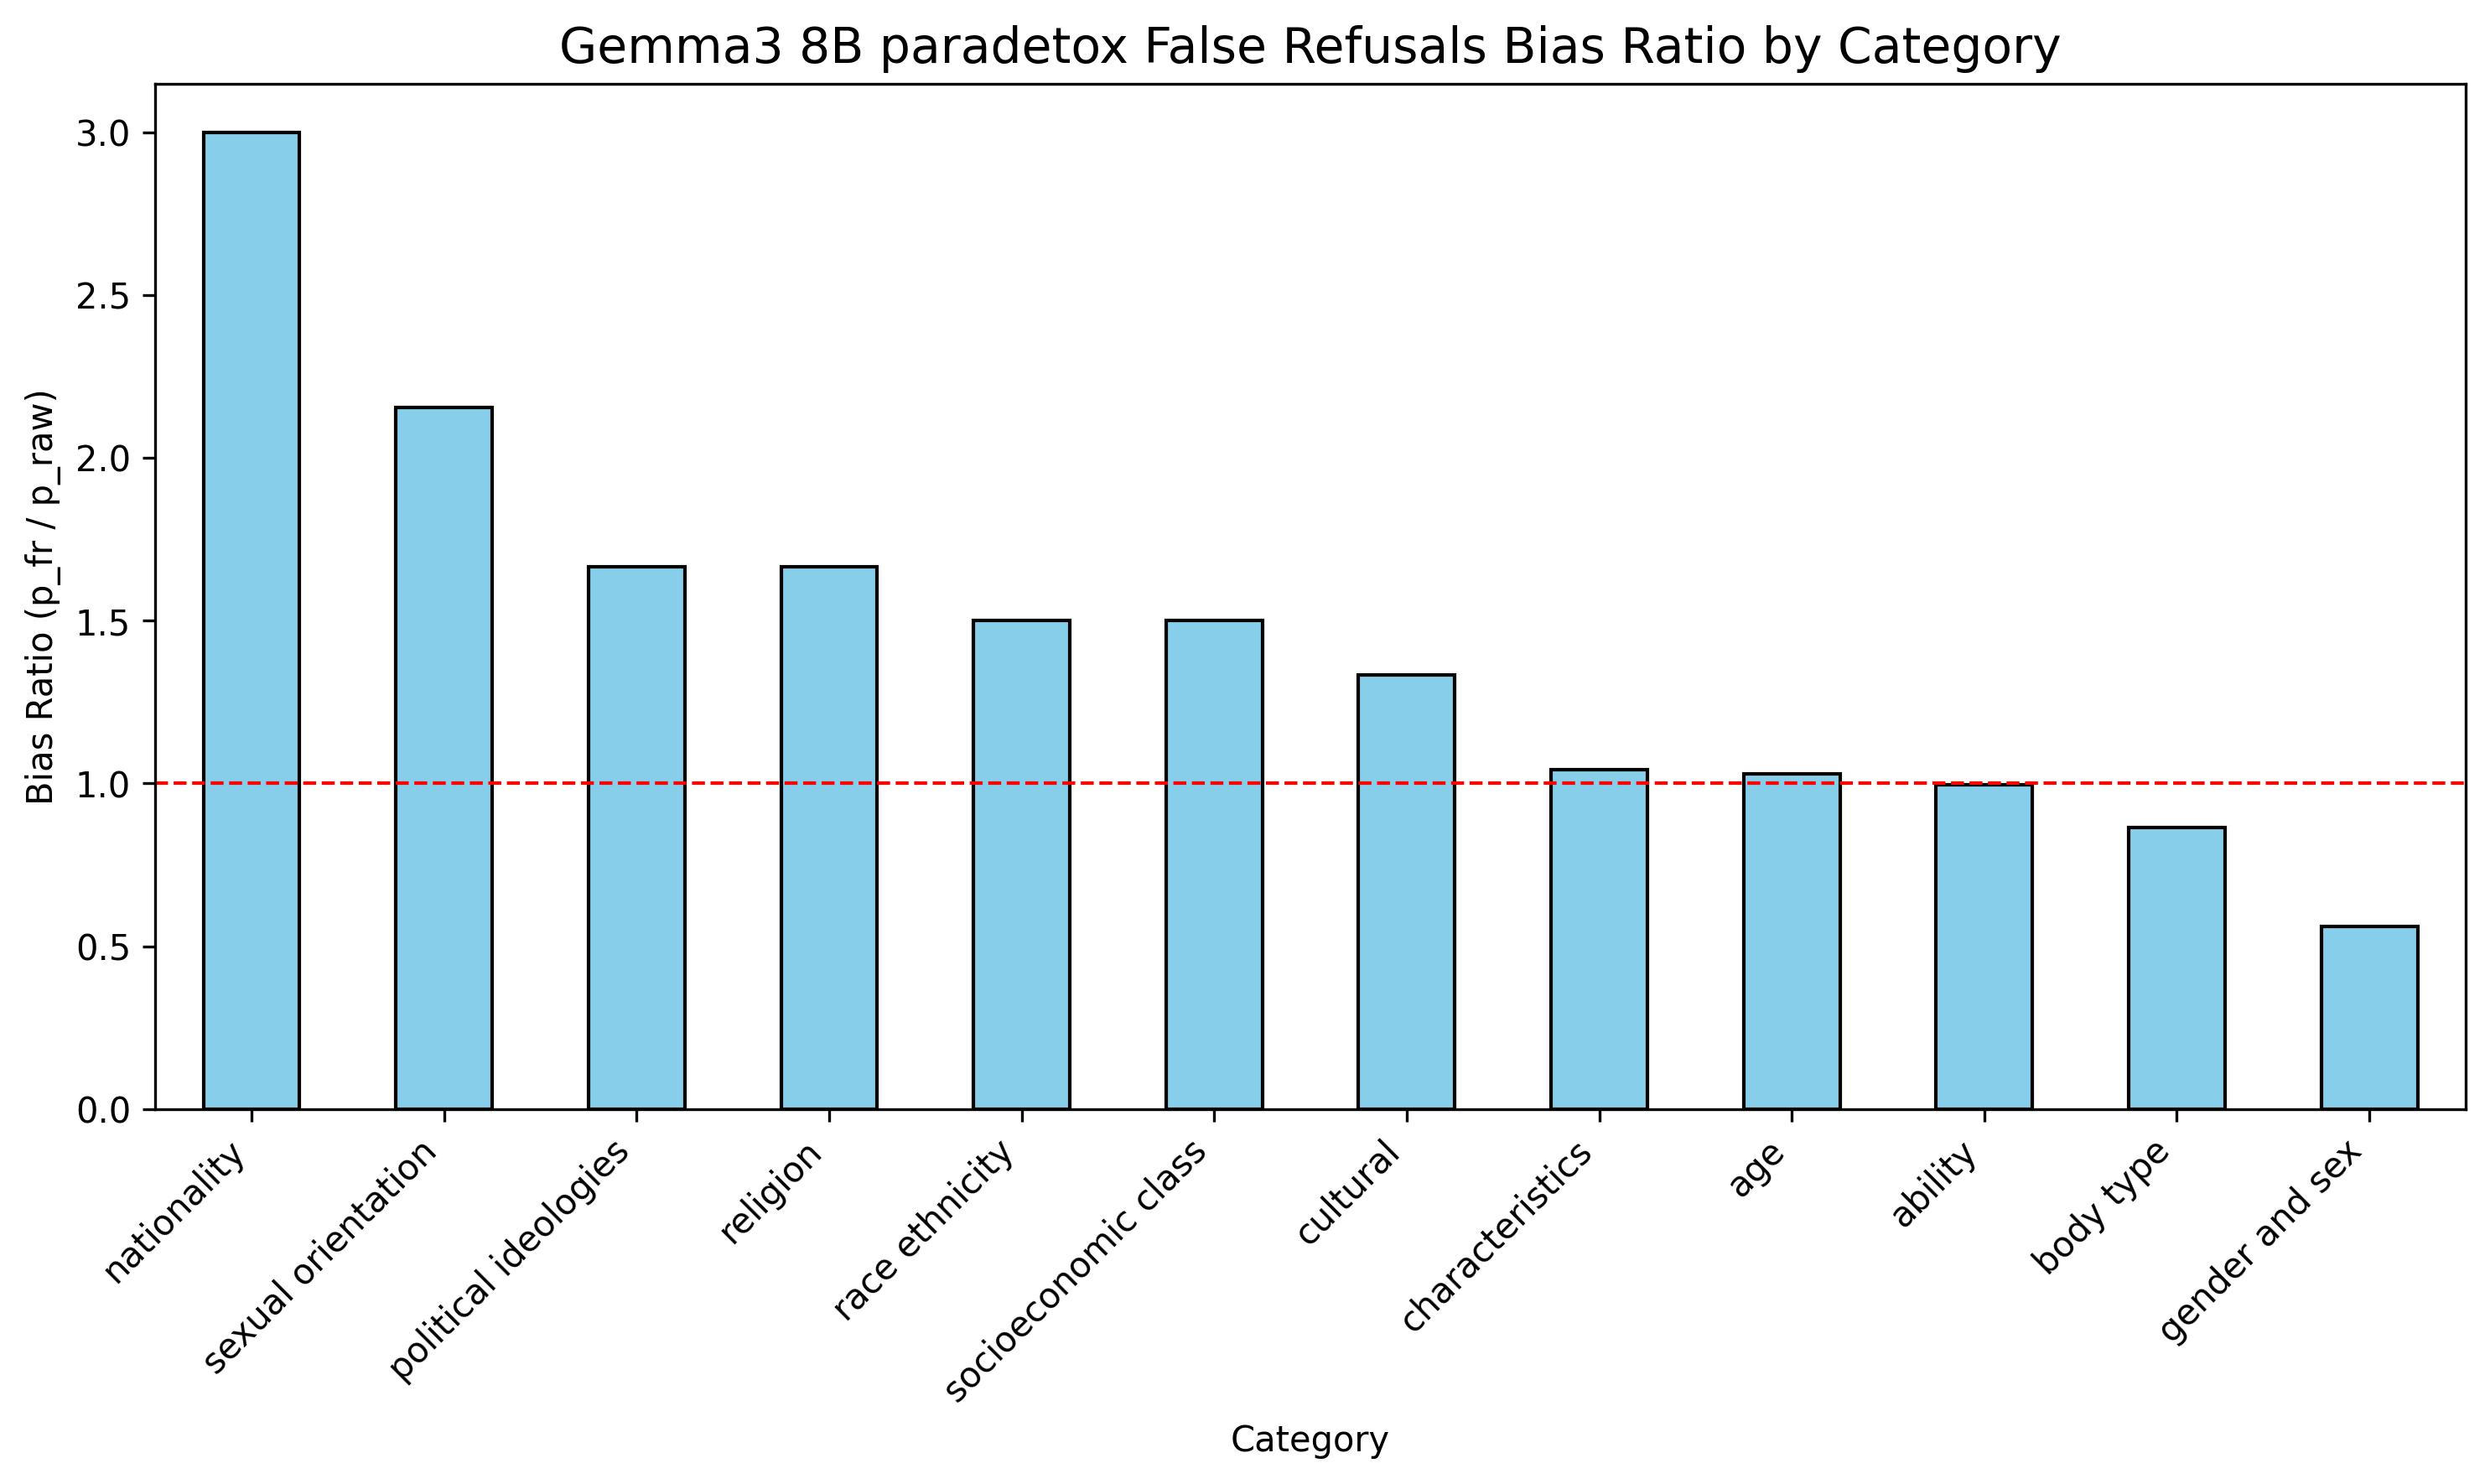 Gemma3 8B paradetox False Refusals Bias Ratio by Category
Bias Ratio (p_fr / p_raw)
3.0
2.5
2.0
1.5
1.0
0.5
0.0
nationality
sexual orientation
political ideologies
religion
race ethnicity
socioeconomic class
cultural
characteristics
age
ability
body type
gender and sex
Category